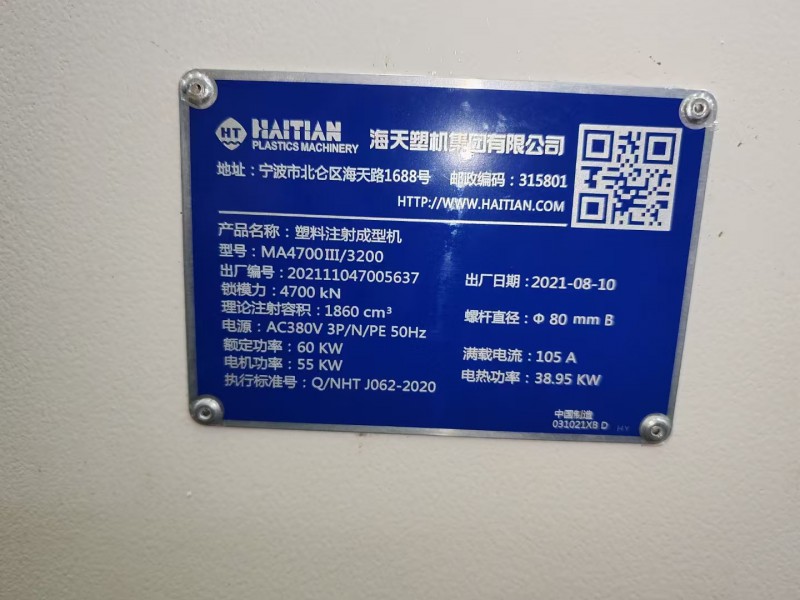 HT HAITIAN 海天塑机集团有限公司
PLASTICS MACHINERY
地址：宁波市北仑区海天路1688号 邮政编码：315801
HTTP://WWW.HAITIAN.COM
产品名称：塑料注射成型机
型号：MA4700III/3200
出厂编号：202111047005637 出厂日期：2021-08-10
锁模力：4700 kN
理论注射容积：1860 cm³ 螺杆直径：Φ 80 mm B
电源：AC380V 3P/N/PE 50Hz
额定功率：60 KW 满载电流：105 A
电机功率：55 KW 电热功率：38.95 KW
执行标准号：Q/NHT J062-2020
中国制造
031021XB D HY